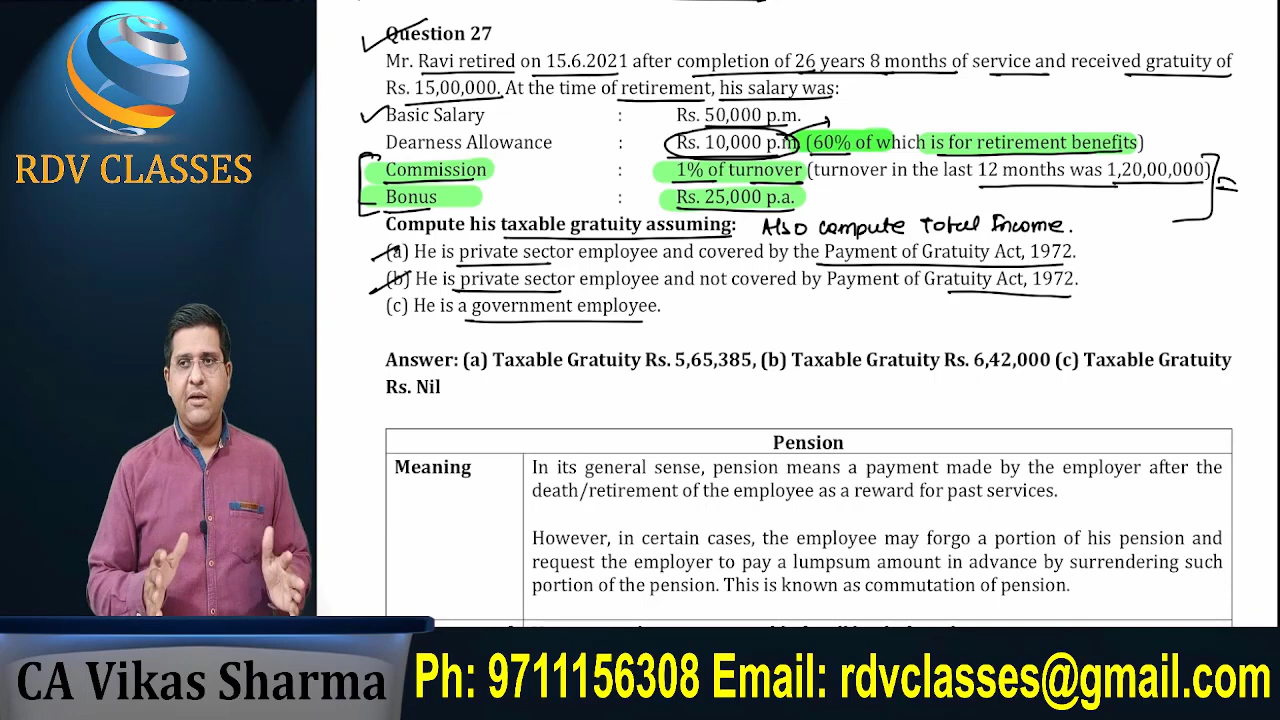 Question 27
Mr. Ravi retired on 15.6.2021 after completion of 26 years 8 months of service and received gratuity of
Rs. 15,00,000. At the time of retirement, his salary was:
Basic Salary : Rs. 50,000 p.m.
Dearness Allowance : Rs. 10,000 p.m. (60% of which is for retirement benefits)
Commission : 1% of turnover (turnover in the last 12 months was 1,20,00,000)
Bonus : Rs. 25,000 p.a.
Compute his taxable gratuity assuming: Also compute Total Income.
(a) He is private sector employee and covered by the Payment of Gratuity Act, 1972.
(b) He is private sector employee and not covered by Payment of Gratuity Act, 1972.
(c) He is a government employee.
Answer: (a) Taxable Gratuity Rs. 5,65,385, (b) Taxable Gratuity Rs. 6,42,000 (c) Taxable Gratuity
Rs. Nil
Pension
Meaning In its general sense, pension means a payment made by the employer after the
death/retirement of the employee as a reward for past services.
However, in certain cases, the employee may forgo a portion of his pension and
request the employer to pay a lumpsum amount in advance by surrendering such
portion of the pension. This is known as commutation of pension.
RDV CLASSES
CA Vikas Sharma
Ph: 9711156308 Email: rdvclasses@gmail.com